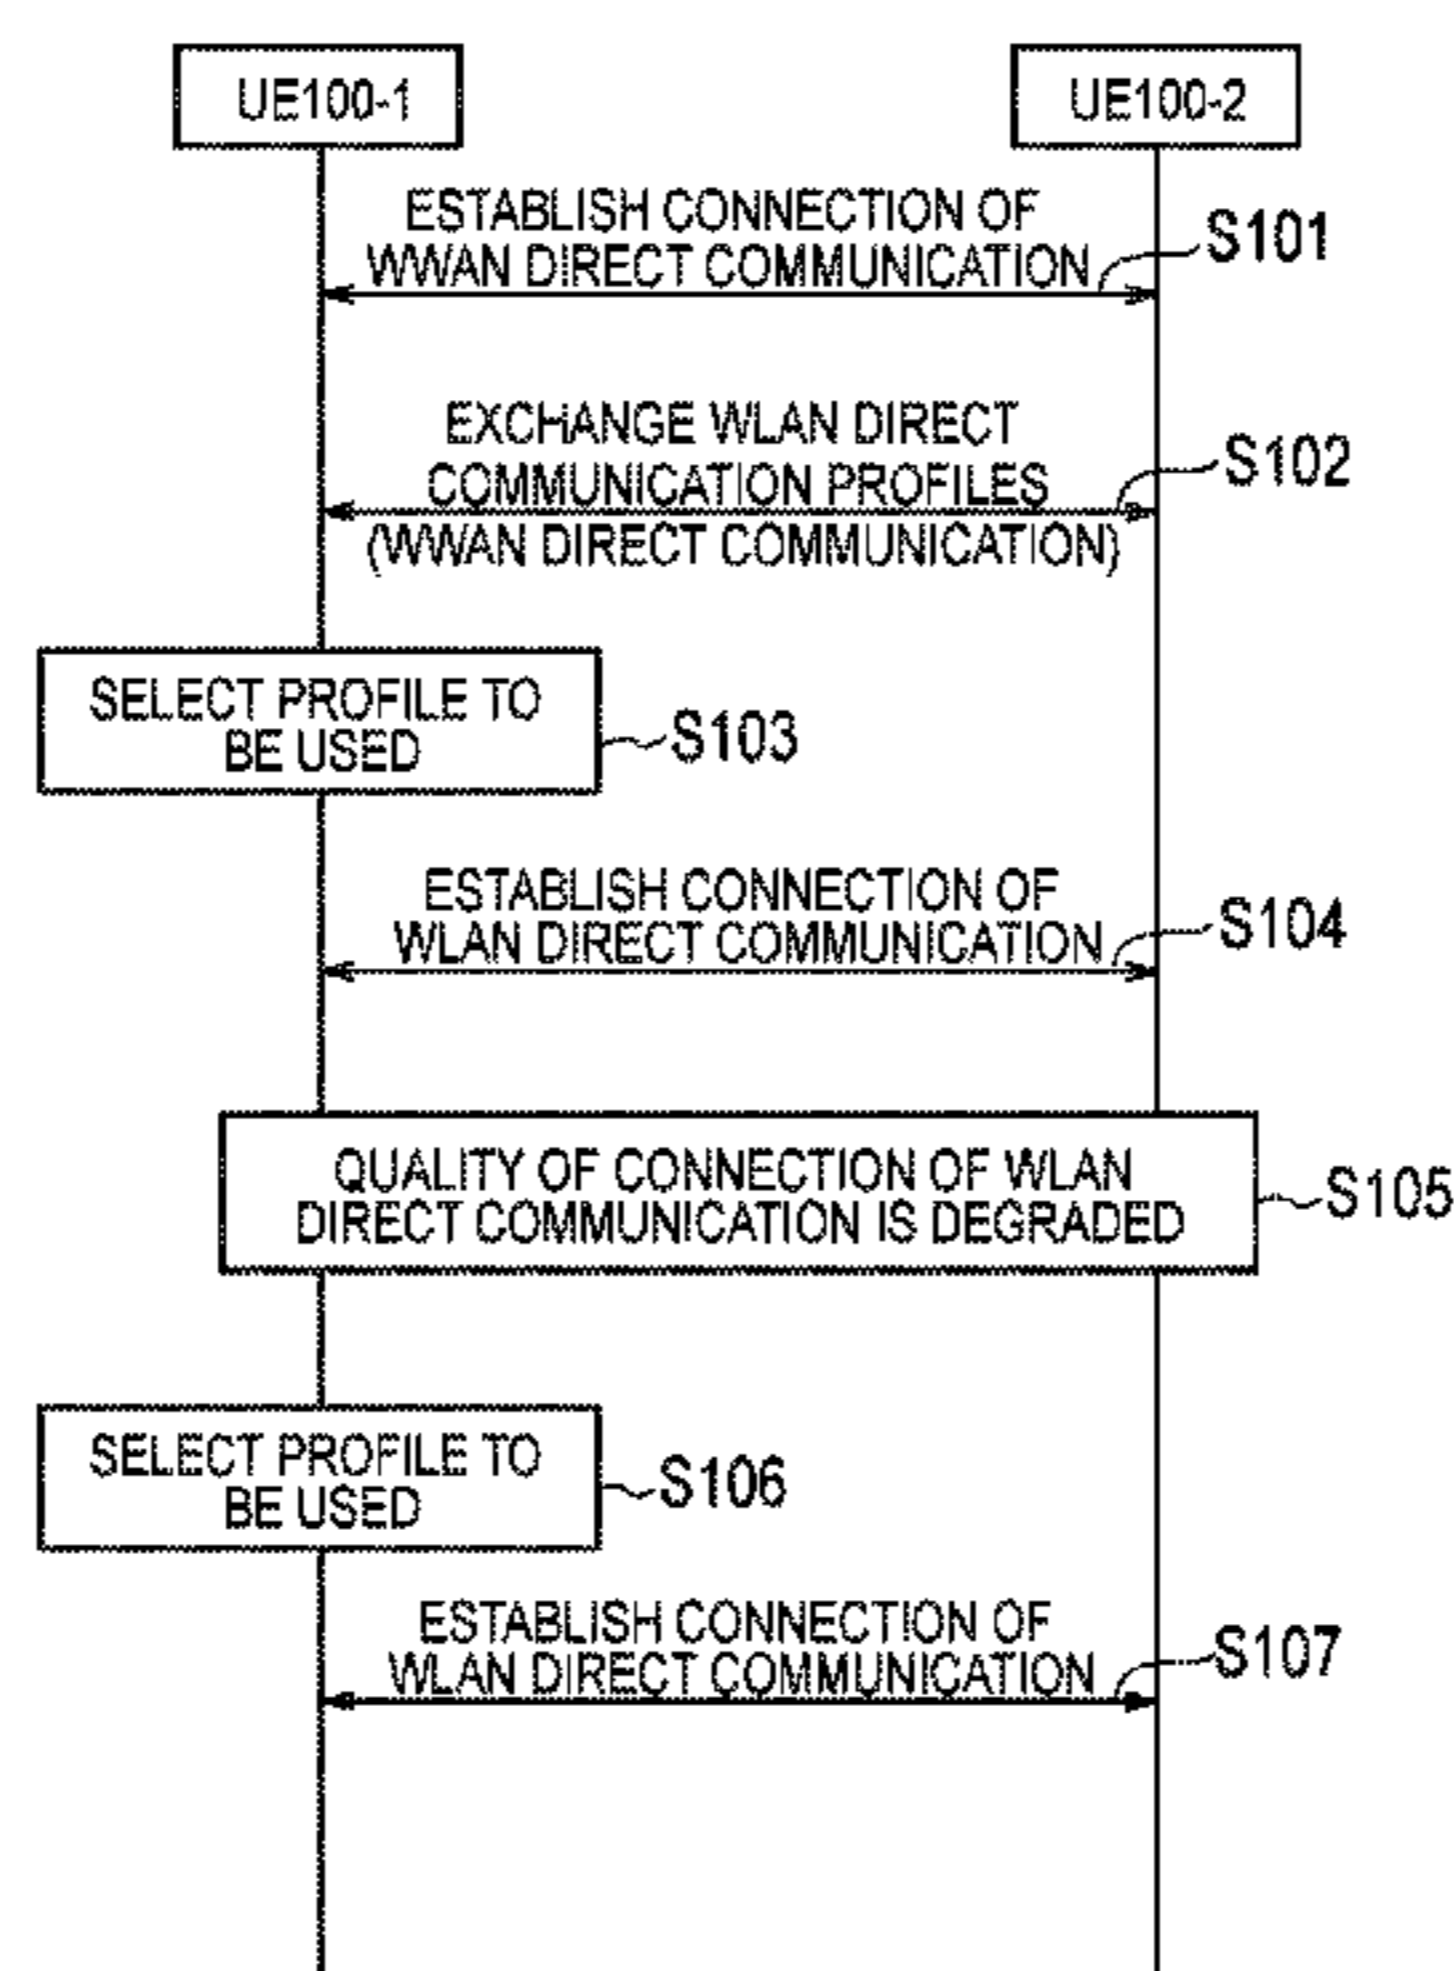 UE100-1
UE100-2
ESTABLISH CONNECTION OF
WWAN DIRECT COMMUNICATION
S101
EXCHANGE WLAN DIRECT
COMMUNICATION PROFILES
(WWAN DIRECT COMMUNICATION)
S102
SELECT PROFILE TO
BE USED
S103
ESTABLISH CONNECTION OF
WLAN DIRECT COMMUNICATION
S104
QUALITY OF CONNECTION OF WLAN
DIRECT COMMUNICATION IS DEGRADED
S105
SELECT PROFILE TO
BE USED
S106
ESTABLISH CONNECTION OF
WLAN DIRECT COMMUNICATION
S107